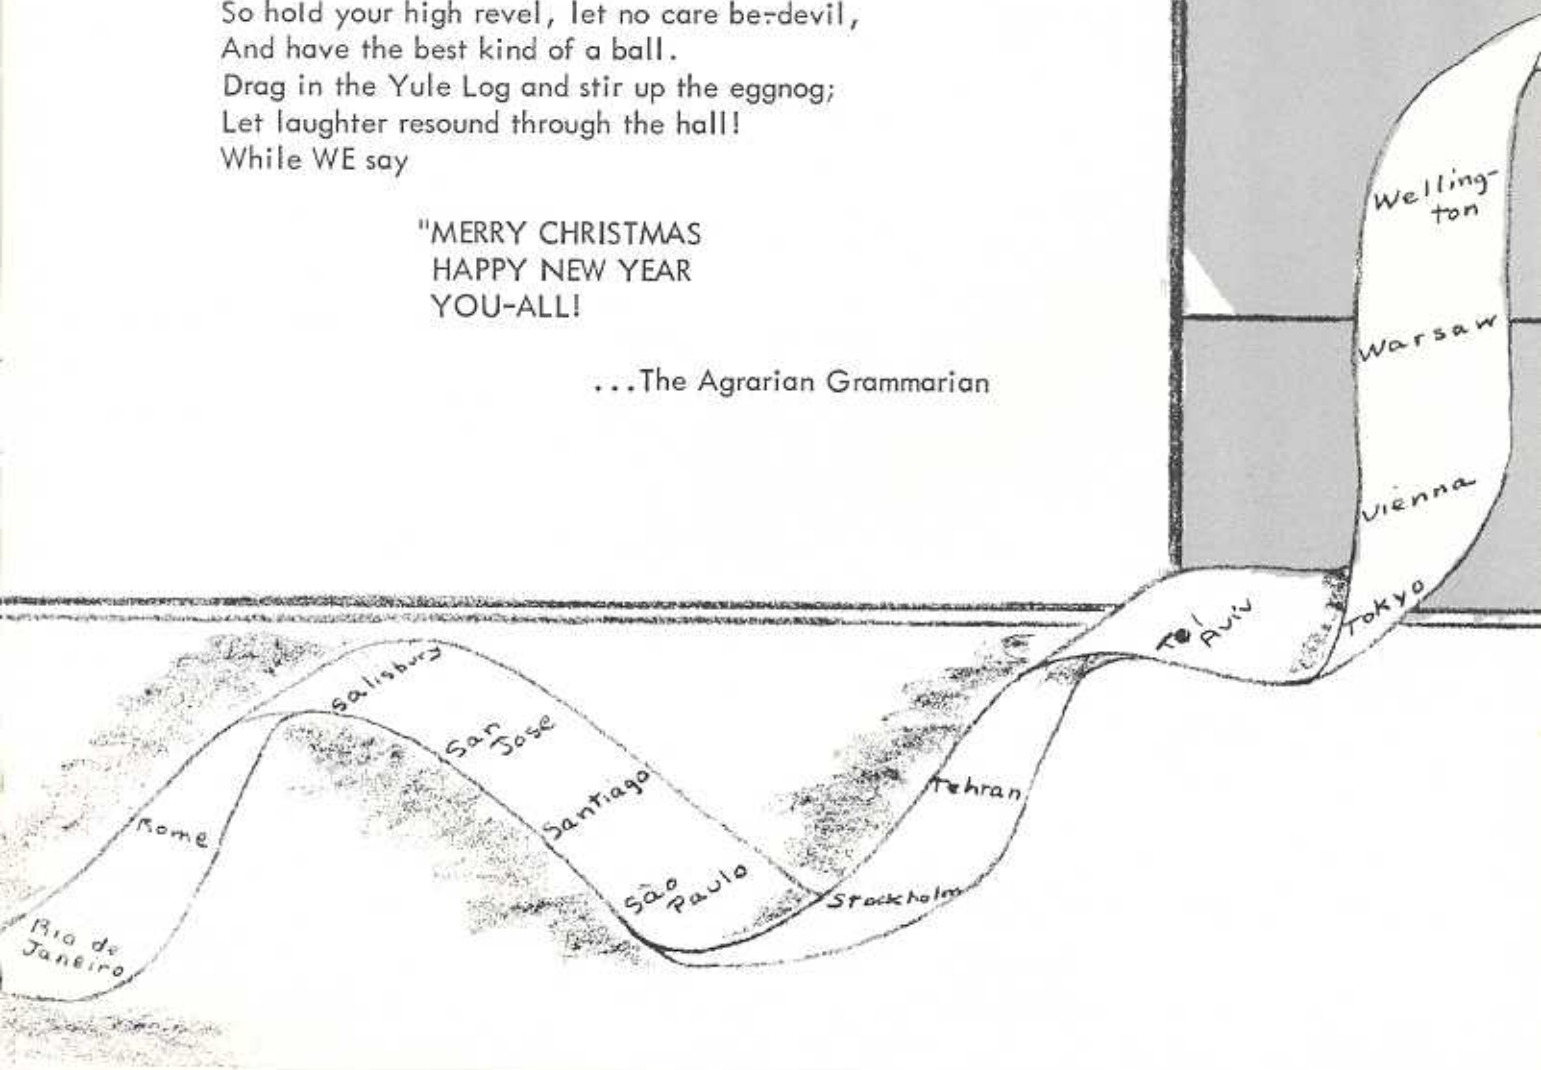 So hold your high revel, let no care be-devil,
And have the best kind of a ball.
Drag in the Yule Log and stir up the eggnog;
Let laughter resound through the hall!
While WE say
"MERRY CHRISTMAS
HAPPY NEW YEAR
YOU-ALL!
...The Agrarian Grammarian
Welling-
ton
Warsaw
Vienna
Tokyo
Tel
Aviv
Tehran
Stockholm
São
Paulo
Santiago
San
Jose
Salisbury
Rome
Rio de
Janeiro